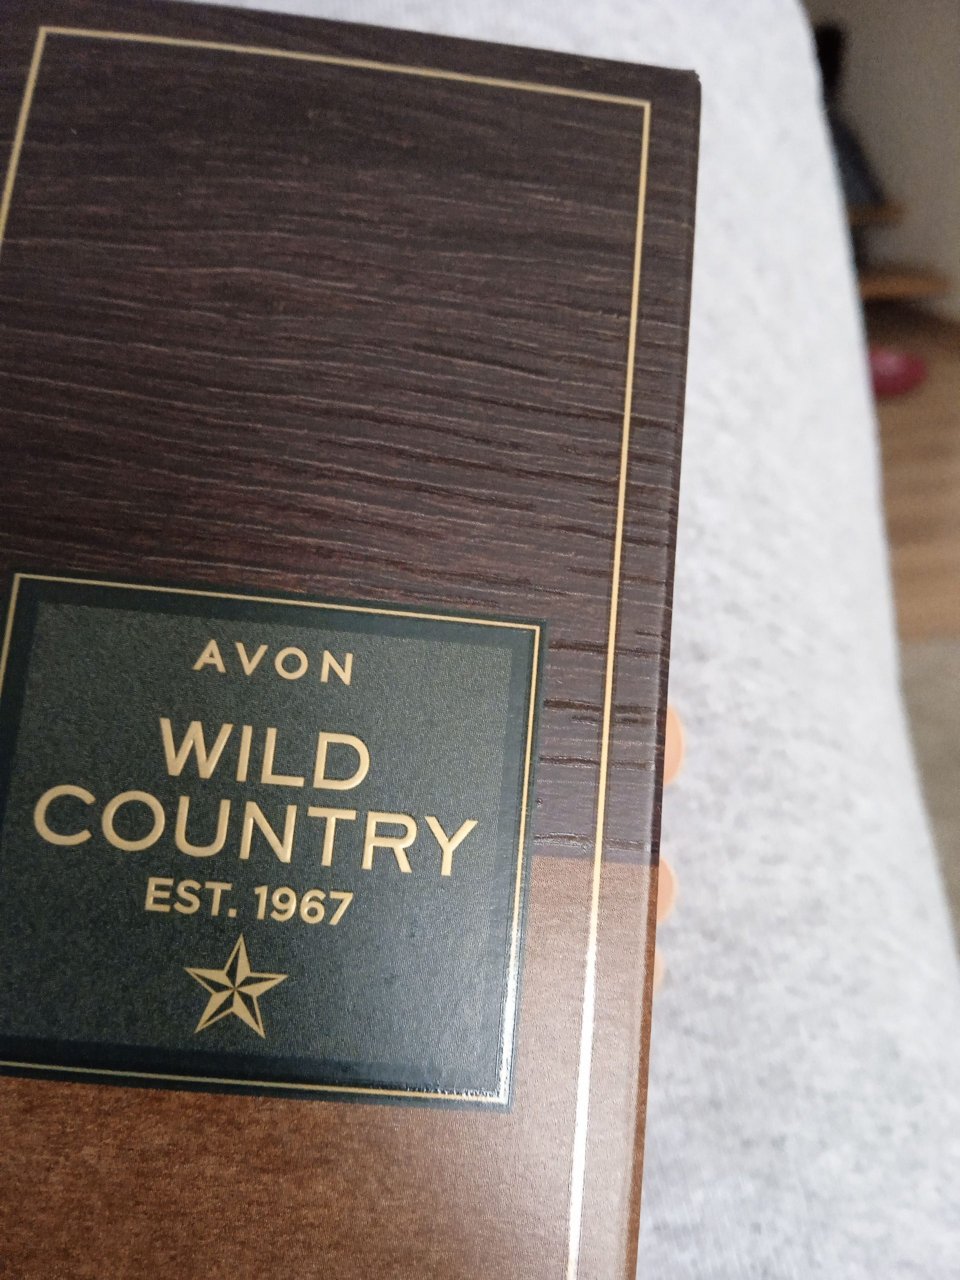 AVON
WILD
COUNTRY
EST. 1967